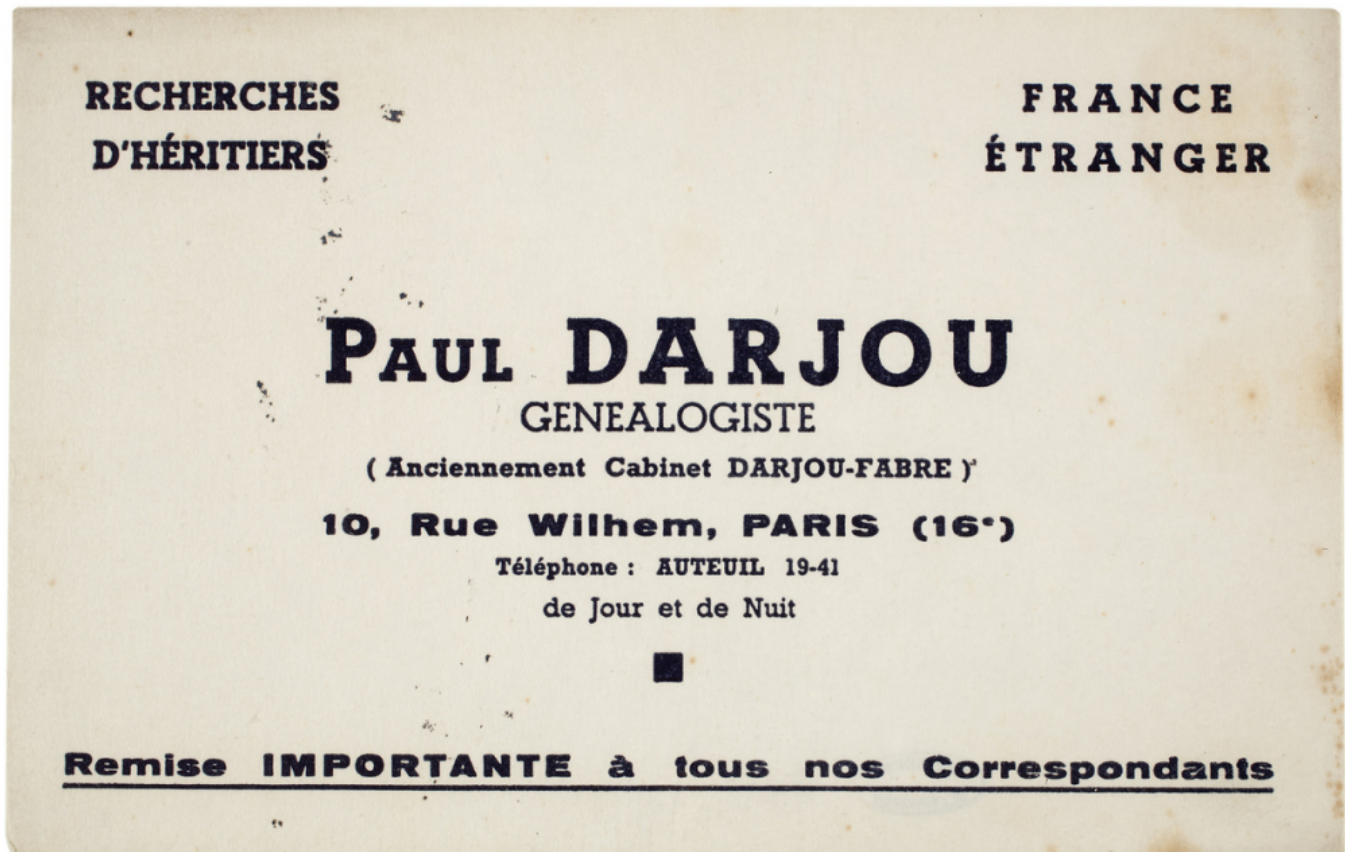 RECHERCHES
D'HÉRITIERS
FRANCE
ÉTRANGER
PAUL DARJOU
GENEALOGISTE
( Anciennement Cabinet DARJOU-FABRE )
10, Rue Wilhem, PARIS (16e)
Téléphone : AUTEUIL 19-41
de Jour et de Nuit
Remise IMPORTANTE à tous nos Correspondants